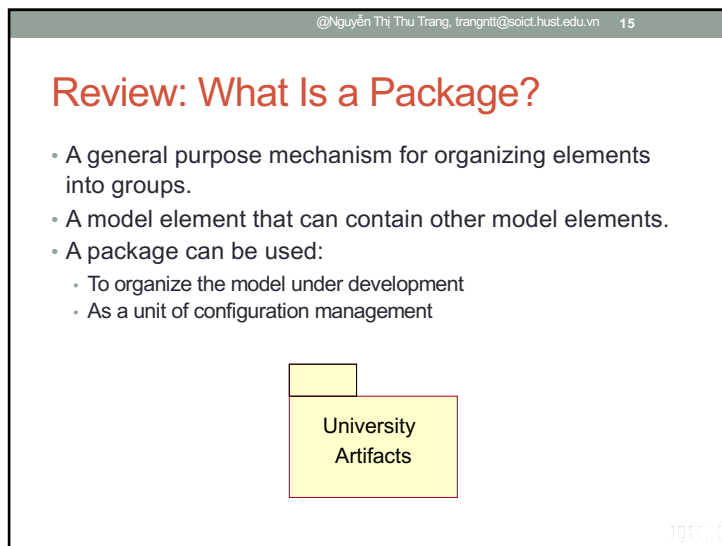 @Nguyễn Thị Thu Trang, trangntt@soict.hust.edu.vn 15
Review: What Is a Package?
• A general purpose mechanism for organizing elements
into groups.
• A model element that can contain other model elements.
• A package can be used:
• To organize the model under development
• As a unit of configuration management
University
Artifacts